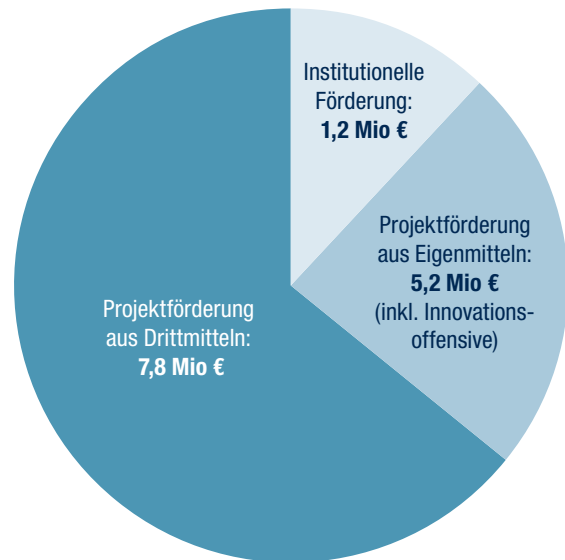 Institutionelle
Förderung:
1,2 Mio €
Projektförderung
aus Eigenmitteln:
5,2 Mio €
(inkl. Innovations-
offensive)
Projektförderung
aus Drittmitteln:
7,8 Mio €